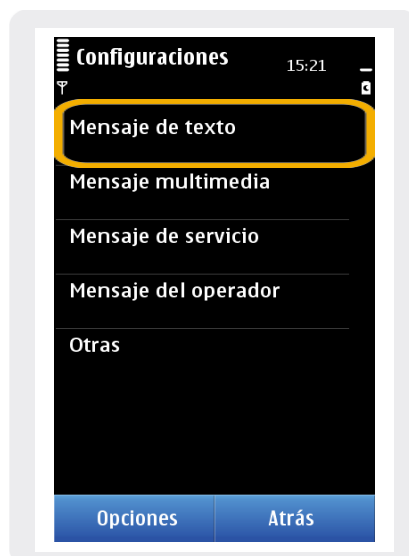 Configuraciones
15:21
Mensaje de texto
Mensaje multimedia
Mensaje de servicio
Mensaje del operador
Otras
Opciones
Atrás